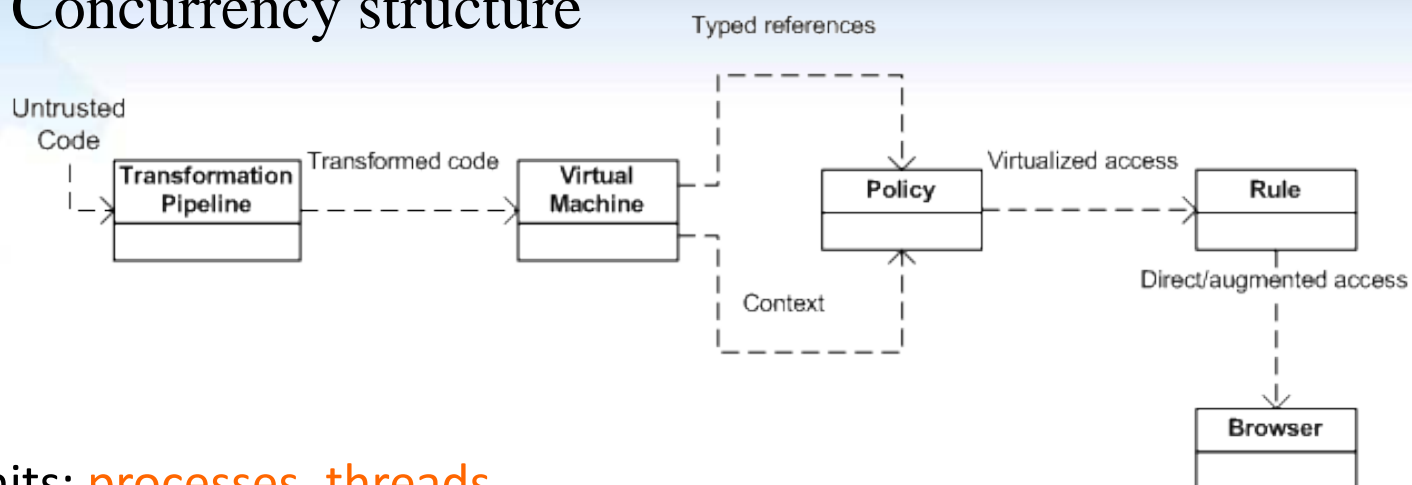 Concurrency structure
Typed references
Untrusted
Code
Transformation
Pipeline
Transformed code
Virtual
Machine
Policy
Virtualized access
Rule
Context
Direct/augmented access
Browser
processes, threads